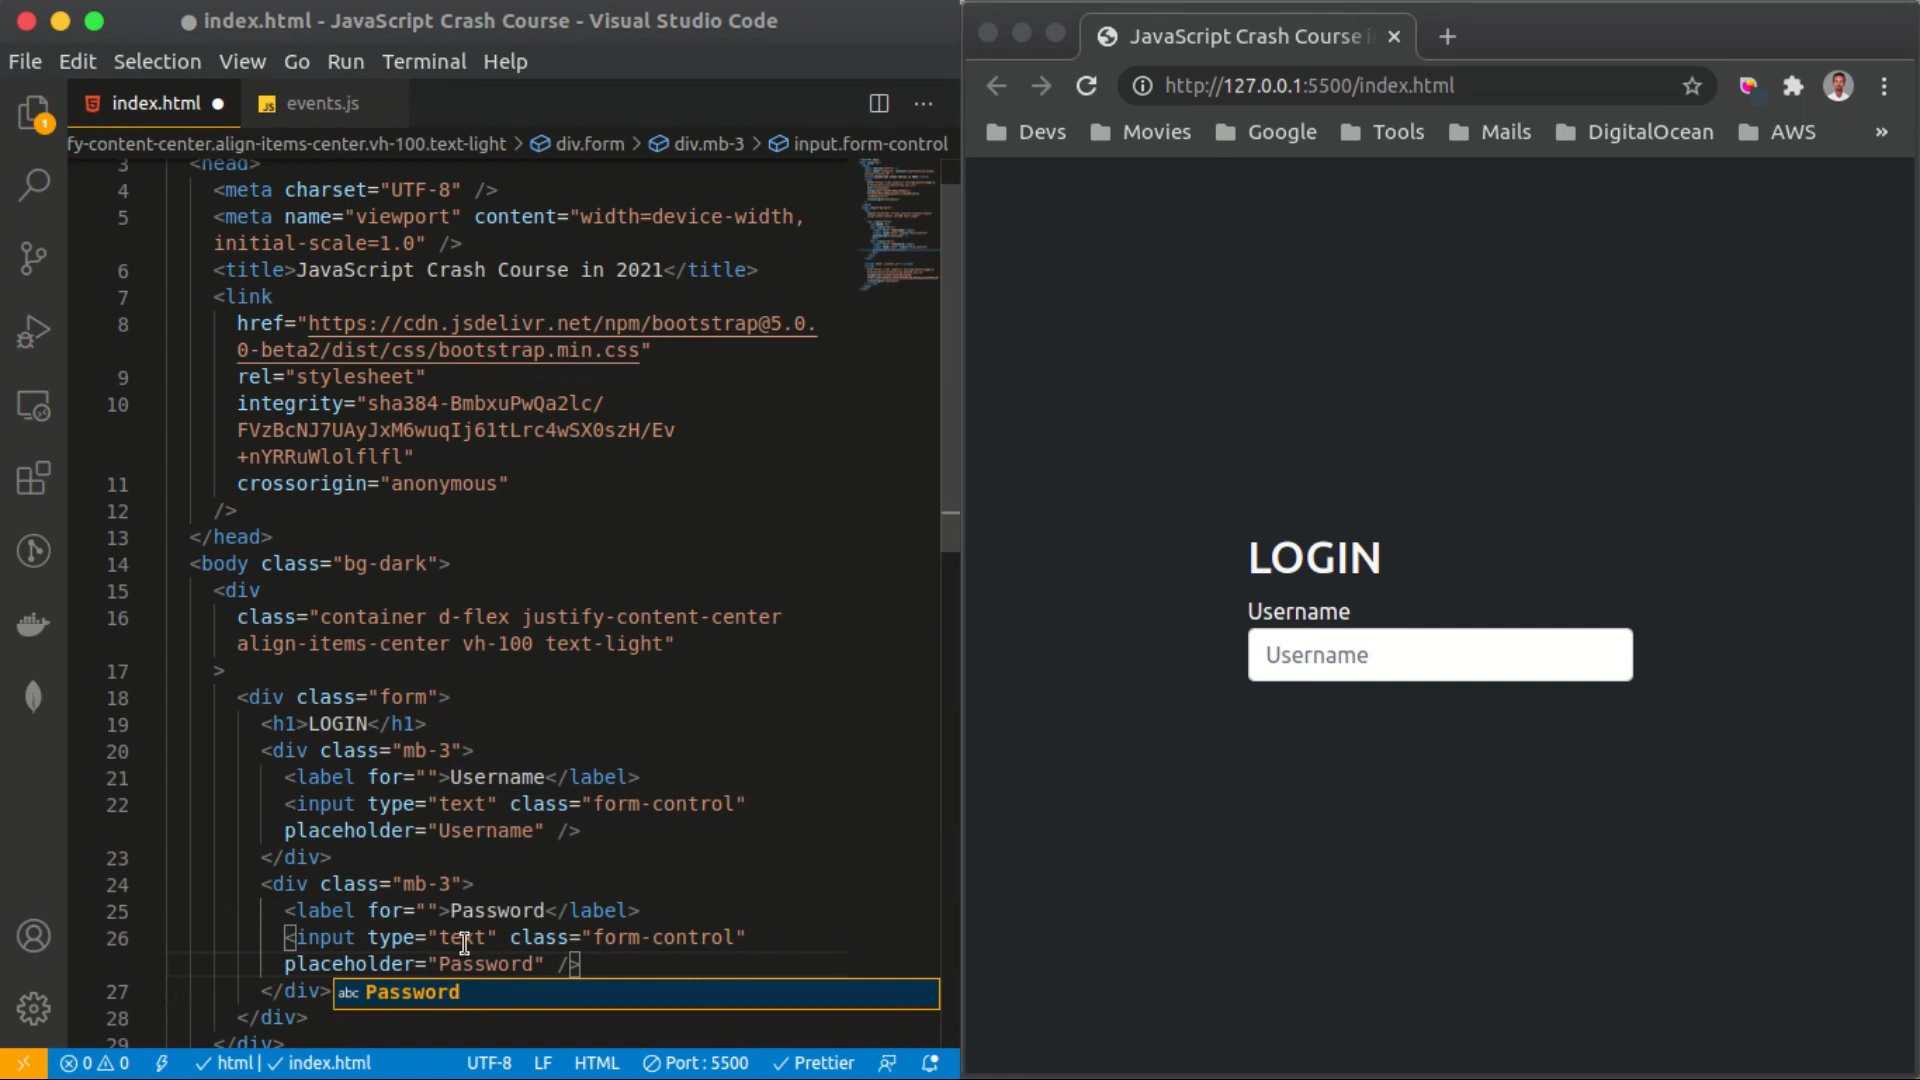 index.html - JavaScript Crash Course - Visual Studio Code
File Edit Selection View Go Run Terminal Help
index.html
JS events.js
fy-content-center.align-items-center.vh-100.text-light > div.form > div.mb-3 > input.form-control
3 <head>
4 <meta charset="UTF-8" />
5 <meta name="viewport" content="width=device-width,
initial-scale=1.0" />
6 <title>JavaScript Crash Course in 2021</title>
7 <link
8 href="https://cdn.jsdelivr.net/npm/bootstrap@5.0.
0-beta2/dist/css/bootstrap.min.css"
9 rel="stylesheet"
10 integrity="sha384-BmbxuPwQa2lc/
FVzBcNJ7UAyJxM6wuqIj61tLrc4wSX0szH/Ev
+nYRRuWlolflfl"
11 crossorigin="anonymous"
12 />
13 </head>
14 <body class="bg-dark">
15 <div
16 class="container d-flex justify-content-center
align-items-center vh-100 text-light"
17 >
18 <div class="form">
19 <h1>LOGIN</h1>
20 <div class="mb-3">
21 <label for="">Username</label>
22 <input type="text" class="form-control"
placeholder="Username" />
23 </div>
24 <div class="mb-3">
25 <label for="">Password</label>
26 <input type="text" class="form-control"
placeholder="Password" />
27 </div>
abc Password
28 </div>
29 </div>
1
0 0 html | index.html UTF-8 LF HTML Port : 5500 Prettier
JavaScript Crash Course i
http://127.0.0.1:5500/index.html
Devs Movies Google Tools Mails DigitalOcean AWS »
LOGIN
Username
Username